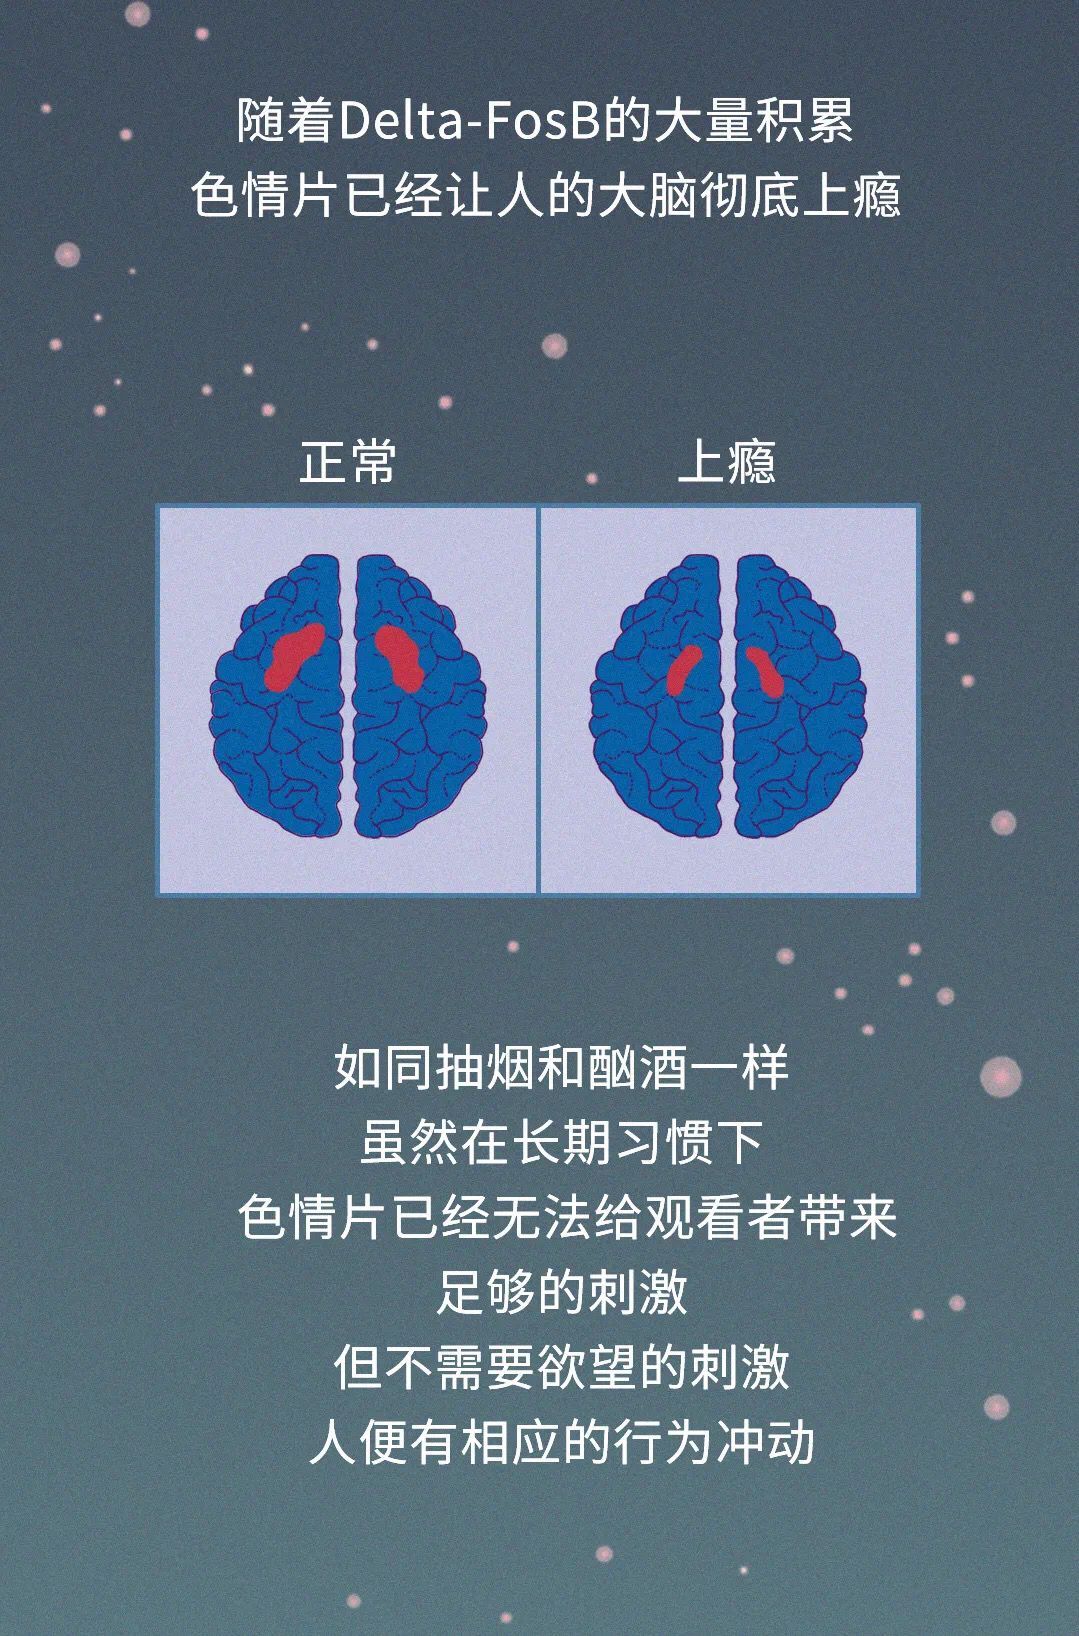 随着Delta-FosB的大量积累
色情片已经让人的大脑彻底上瘾
正常
上瘾
如同抽烟和酗酒一样
虽然在长期习惯下
色情片已经无法给观看者带来
足够的刺激
但不需要欲望的刺激
人便有相应的行为冲动